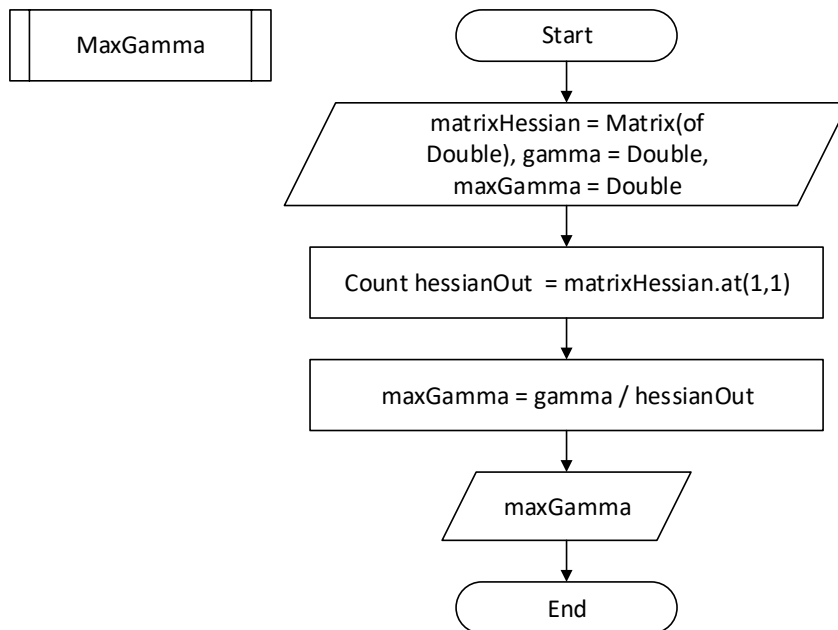 MaxGamma
Start
matrixHessian = Matrix(of
Double), gamma = Double,
maxGamma = Double
Count hessianOut  = matrixHessian.at(1,1)
maxGamma = gamma / hessianOut
maxGamma
End